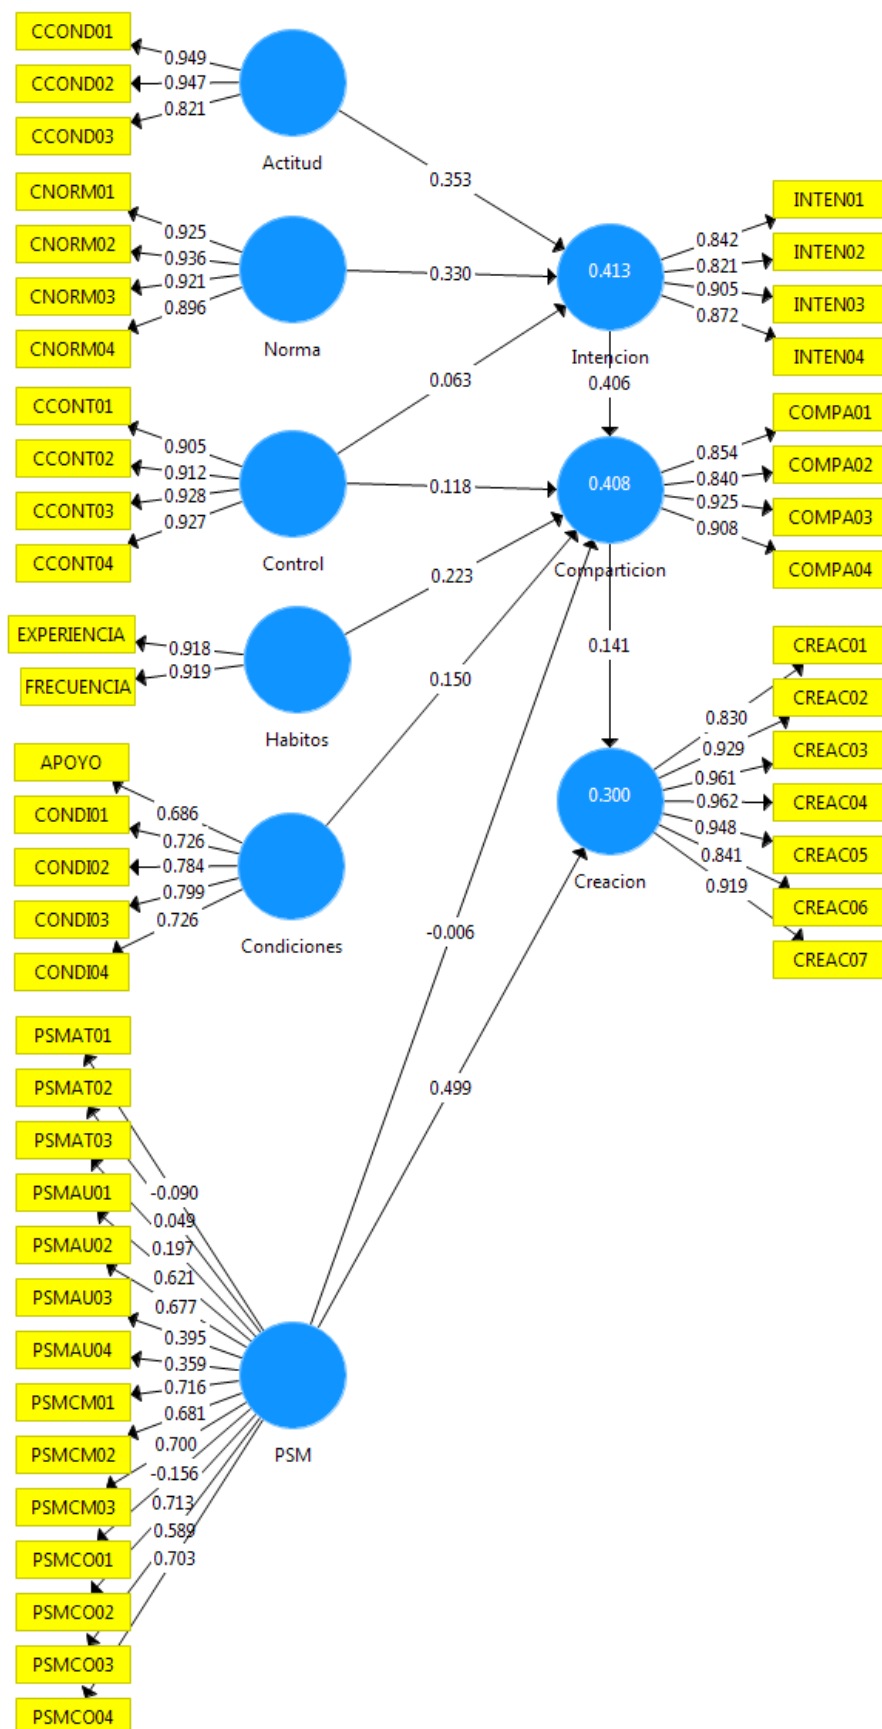 CCOND01
CCOND02
CCOND03
0.949
0.947
0.821
Actitud
CNORM01
CNORM02
CNORM03
CNORM04
0.925
0.936
0.921
0.896
Norma
CCONT01
CCONT02
CCONT03
CCONT04
0.905
0.912
0.928
0.927
Control
EXPERIENCIA
FRECUENCIA
0.918
0.919
Habitos
APOYO
CONDI01
CONDI02
CONDI03
CONDI04
0.686
0.726
0.784
0.799
0.726
Condiciones
PSMAT01
PSMAT02
PSMAT03
PSMAU01
PSMAU02
PSMAU03
PSMAU04
PSMCM01
PSMCM02
PSMCM03
PSMCO01
PSMCO02
PSMCO03
PSMCO04
-0.090
0.049
0.197
0.621
0.677
0.395
0.359
0.716
0.681
0.700
-0.156
0.713
0.589
0.703
PSM
0.353
0.330
0.063
0.118
0.223
0.150
-0.006
0.499
0.413
Intencion
0.406
0.408
Comparticion
0.141
0.300
Creacion
0.842
0.821
0.905
0.872
INTEN01
INTEN02
INTEN03
INTEN04
0.854
0.840
0.925
0.908
COMPA01
COMPA02
COMPA03
COMPA04
0.830
0.929
0.961
0.962
0.948
0.841
0.919
CREAC01
CREAC02
CREAC03
CREAC04
CREAC05
CREAC06
CREAC07